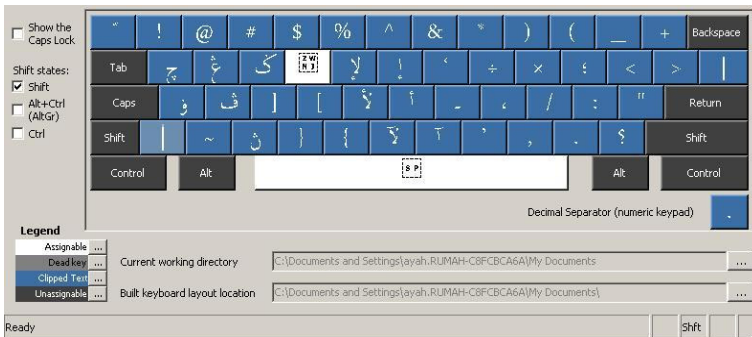 Show the
Caps Lock
! @ # $ % ^ & * ) ( _ + Backspace
Shift states:
Tab چ غ ݢ ZW NJ لإ إ ‘ ÷ × ؛ < > |
Shift
Alt+Ctrl
(AltGr)
Caps ڤ ] [ لأ أ ـ ، / : " Return
Ctrl
Shift | ~ } { لآ آ ’ , . ؟ Shift
Control Alt SP Alt Control
Decimal Separator (numeric keypad) .
Legend
Assignable ...
Dead key ...
Clipped Text ...
Unassignable ...
Current working directory C:\Documents and Settings\ayah.RUMAH-C8FCBCA6A\My Documents ...
Built keyboard layout location C:\Documents and Settings\ayah.RUMAH-C8FCBCA6A\My Documents\ ...
Ready Shft